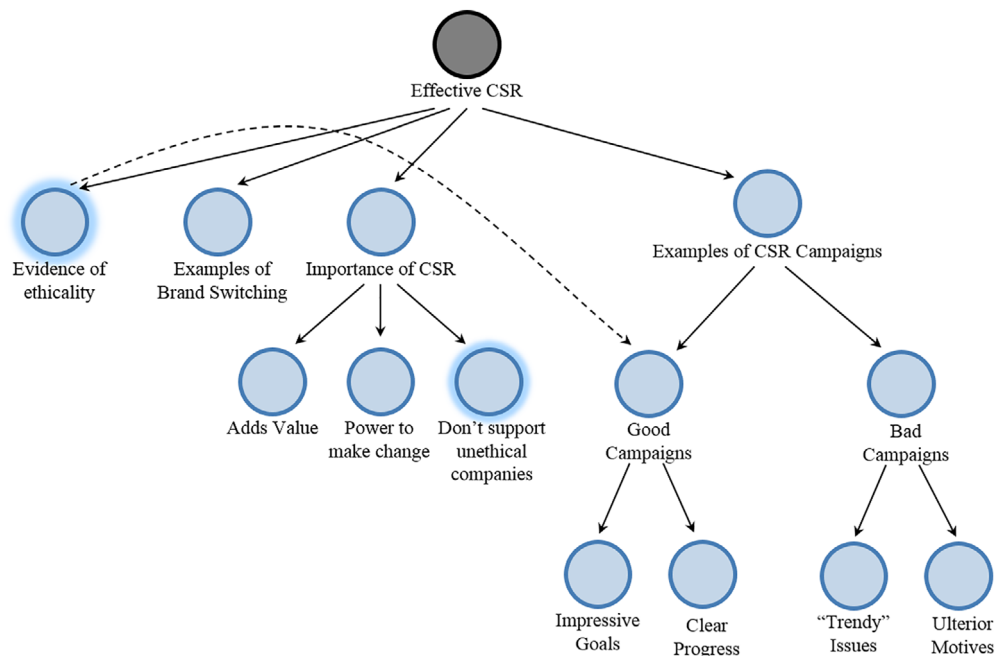 Effective CSR
Evidence of
ethicality
Examples of
Brand Switching
Importance of CSR
Examples of CSR Campaigns
Adds Value
Power to
make change
Don’t support
unethical
companies
Good
Campaigns
Bad
Campaigns
Impressive
Goals
Clear
Progress
“Trendy”
Issues
Ulterior
Motives